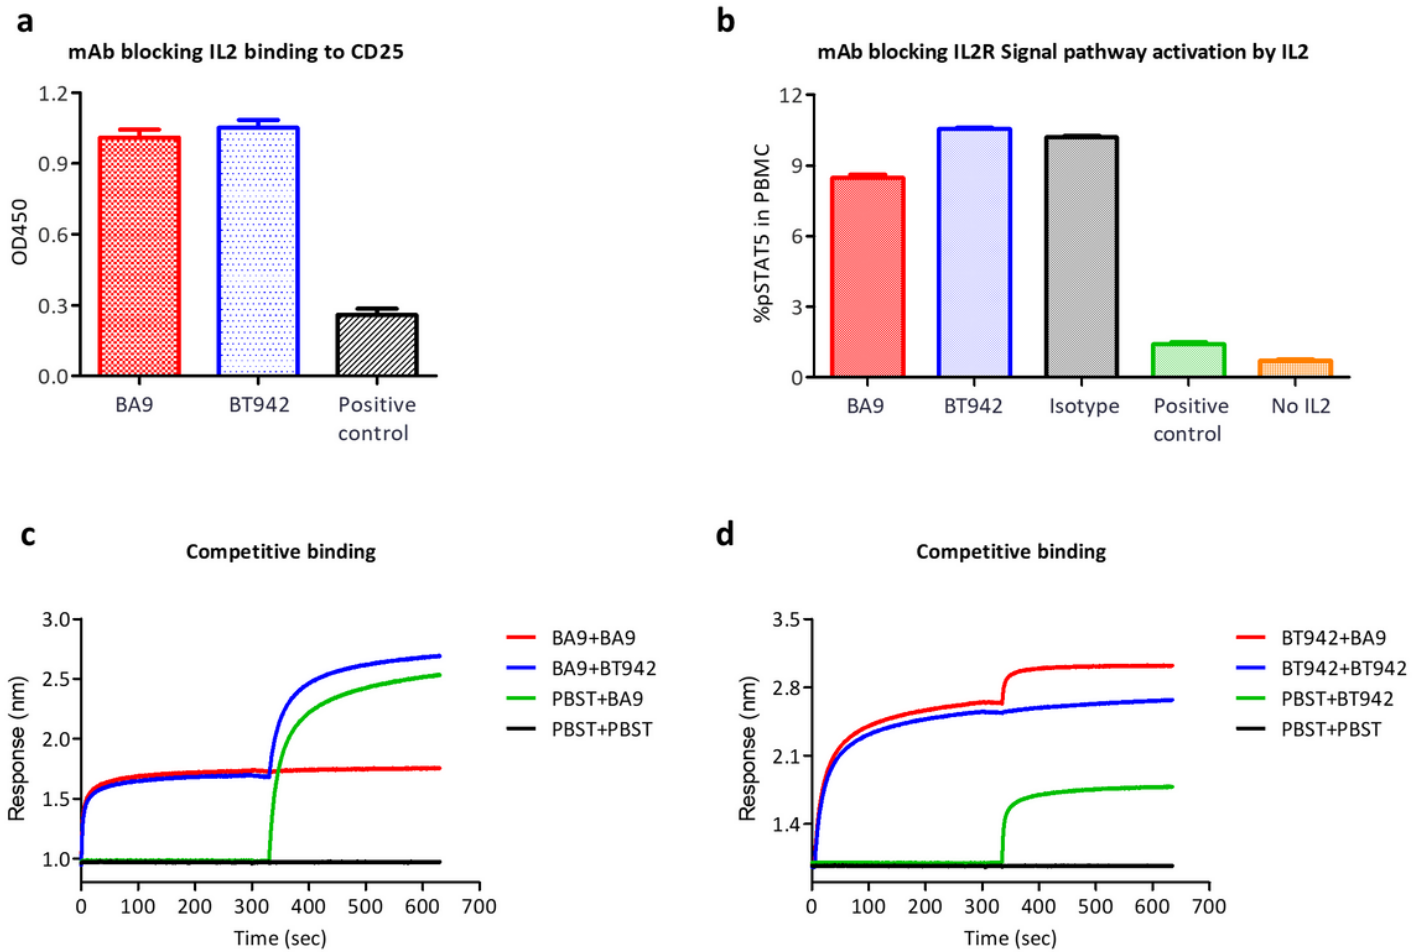 a
mAb blocking IL2 binding to CD25
1.2
0.9
0.6
0.3
0.0
OD450
BA9
BT942
Positive
control
b
mAb blocking IL2R Signal pathway activation by IL2
12
9
6
3
0
%pSTAT5 in PBMC
BA9
BT942
Isotype
Positive
control
No IL2
c
Competitive binding
3.0
2.5
2.0
1.5
1.0
Response (nm)
0 100 200 300 400 500 600 700
Time (sec)
BA9+BA9
BA9+BT942
PBST+BA9
PBST+PBST
d
Competitive binding
3.5
2.8
2.1
1.4
Response (nm)
0 100 200 300 400 500 600 700
Time (sec)
BT942+BA9
BT942+BT942
PBST+BT942
PBST+PBST